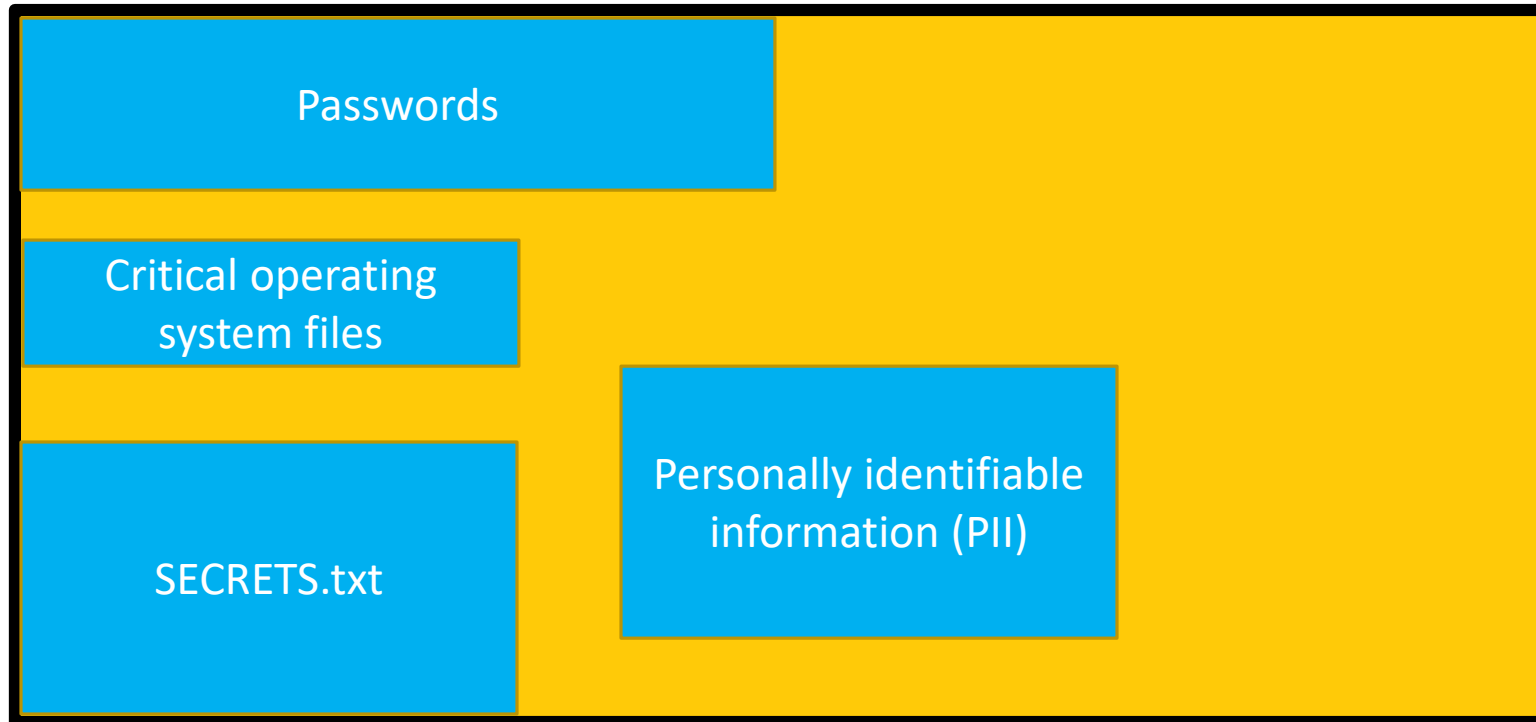 Passwords
Critical operating
system files
Personally identifiable
information (PII)
SECRETS.txt